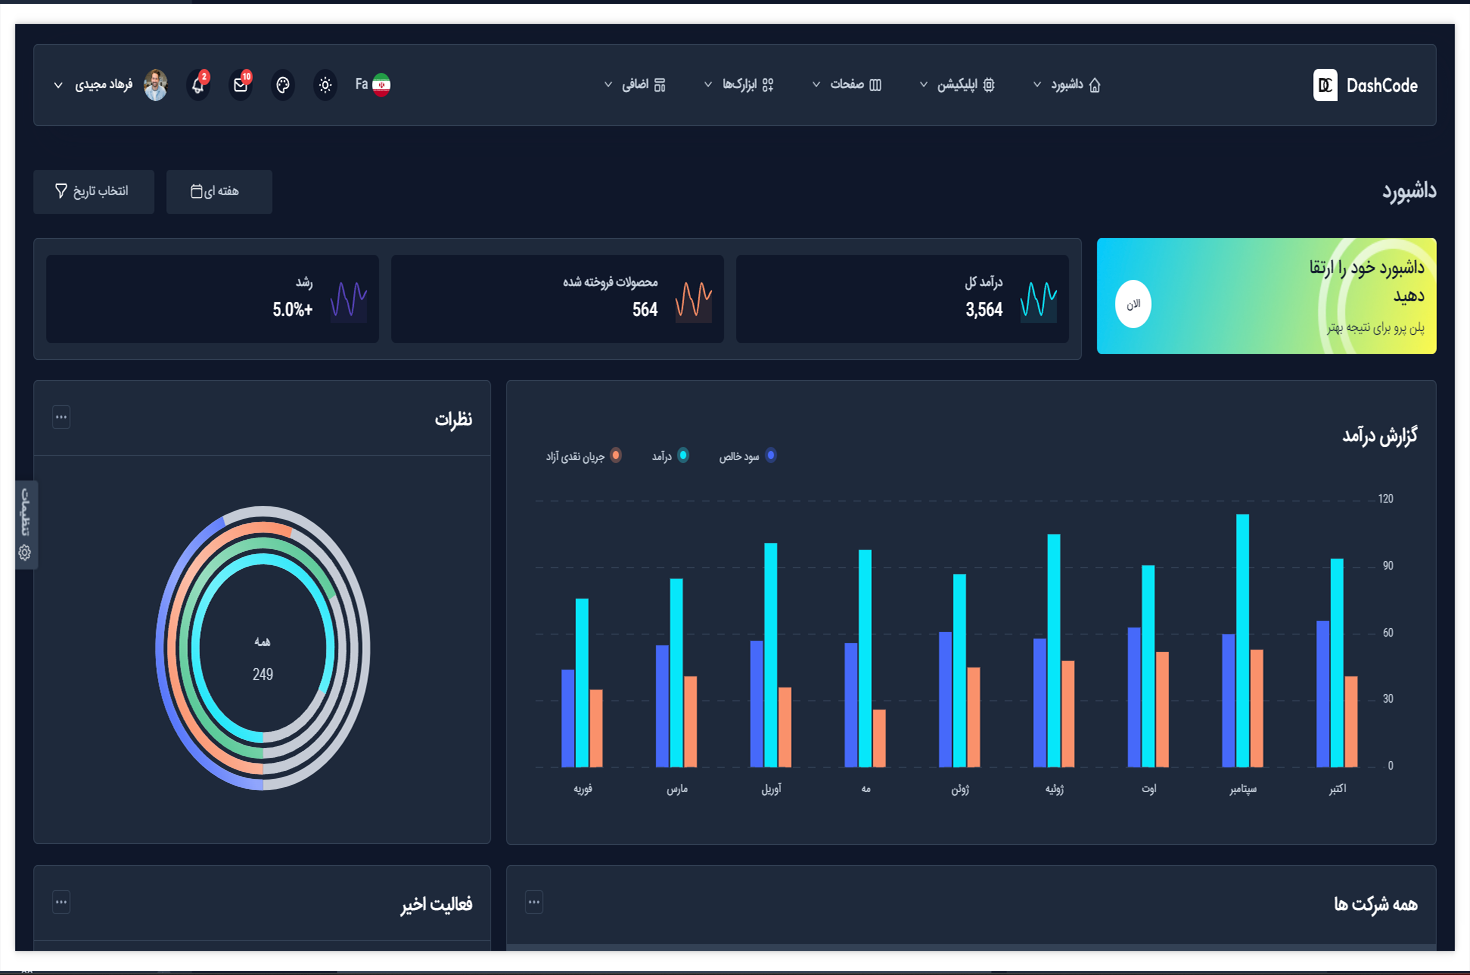 DashCode
داشبورد
اپلیکیشن
صفحات
ابزارک‌ها
اضافی
Fa
10
2
فرهاد مجیدی
داشبورد
هفته ای
انتخاب تاریخ
داشبورد خود را ارتقا
دهید
پلن پرو برای نتیجه بهتر
الان
درآمد کل
3,564
محصولات فروخته شده
564
رشد
5.0%+
گزارش درآمد
سود خالص
درآمد
جریان نقدی آزاد
120
90
60
30
0
اکتبر
سپتامبر
اوت
ژوئیه
ژوئن
مه
آوریل
مارس
فوریه
نظرات
همه
249
تنظیمات
همه شرکت ها
فعالیت اخیر